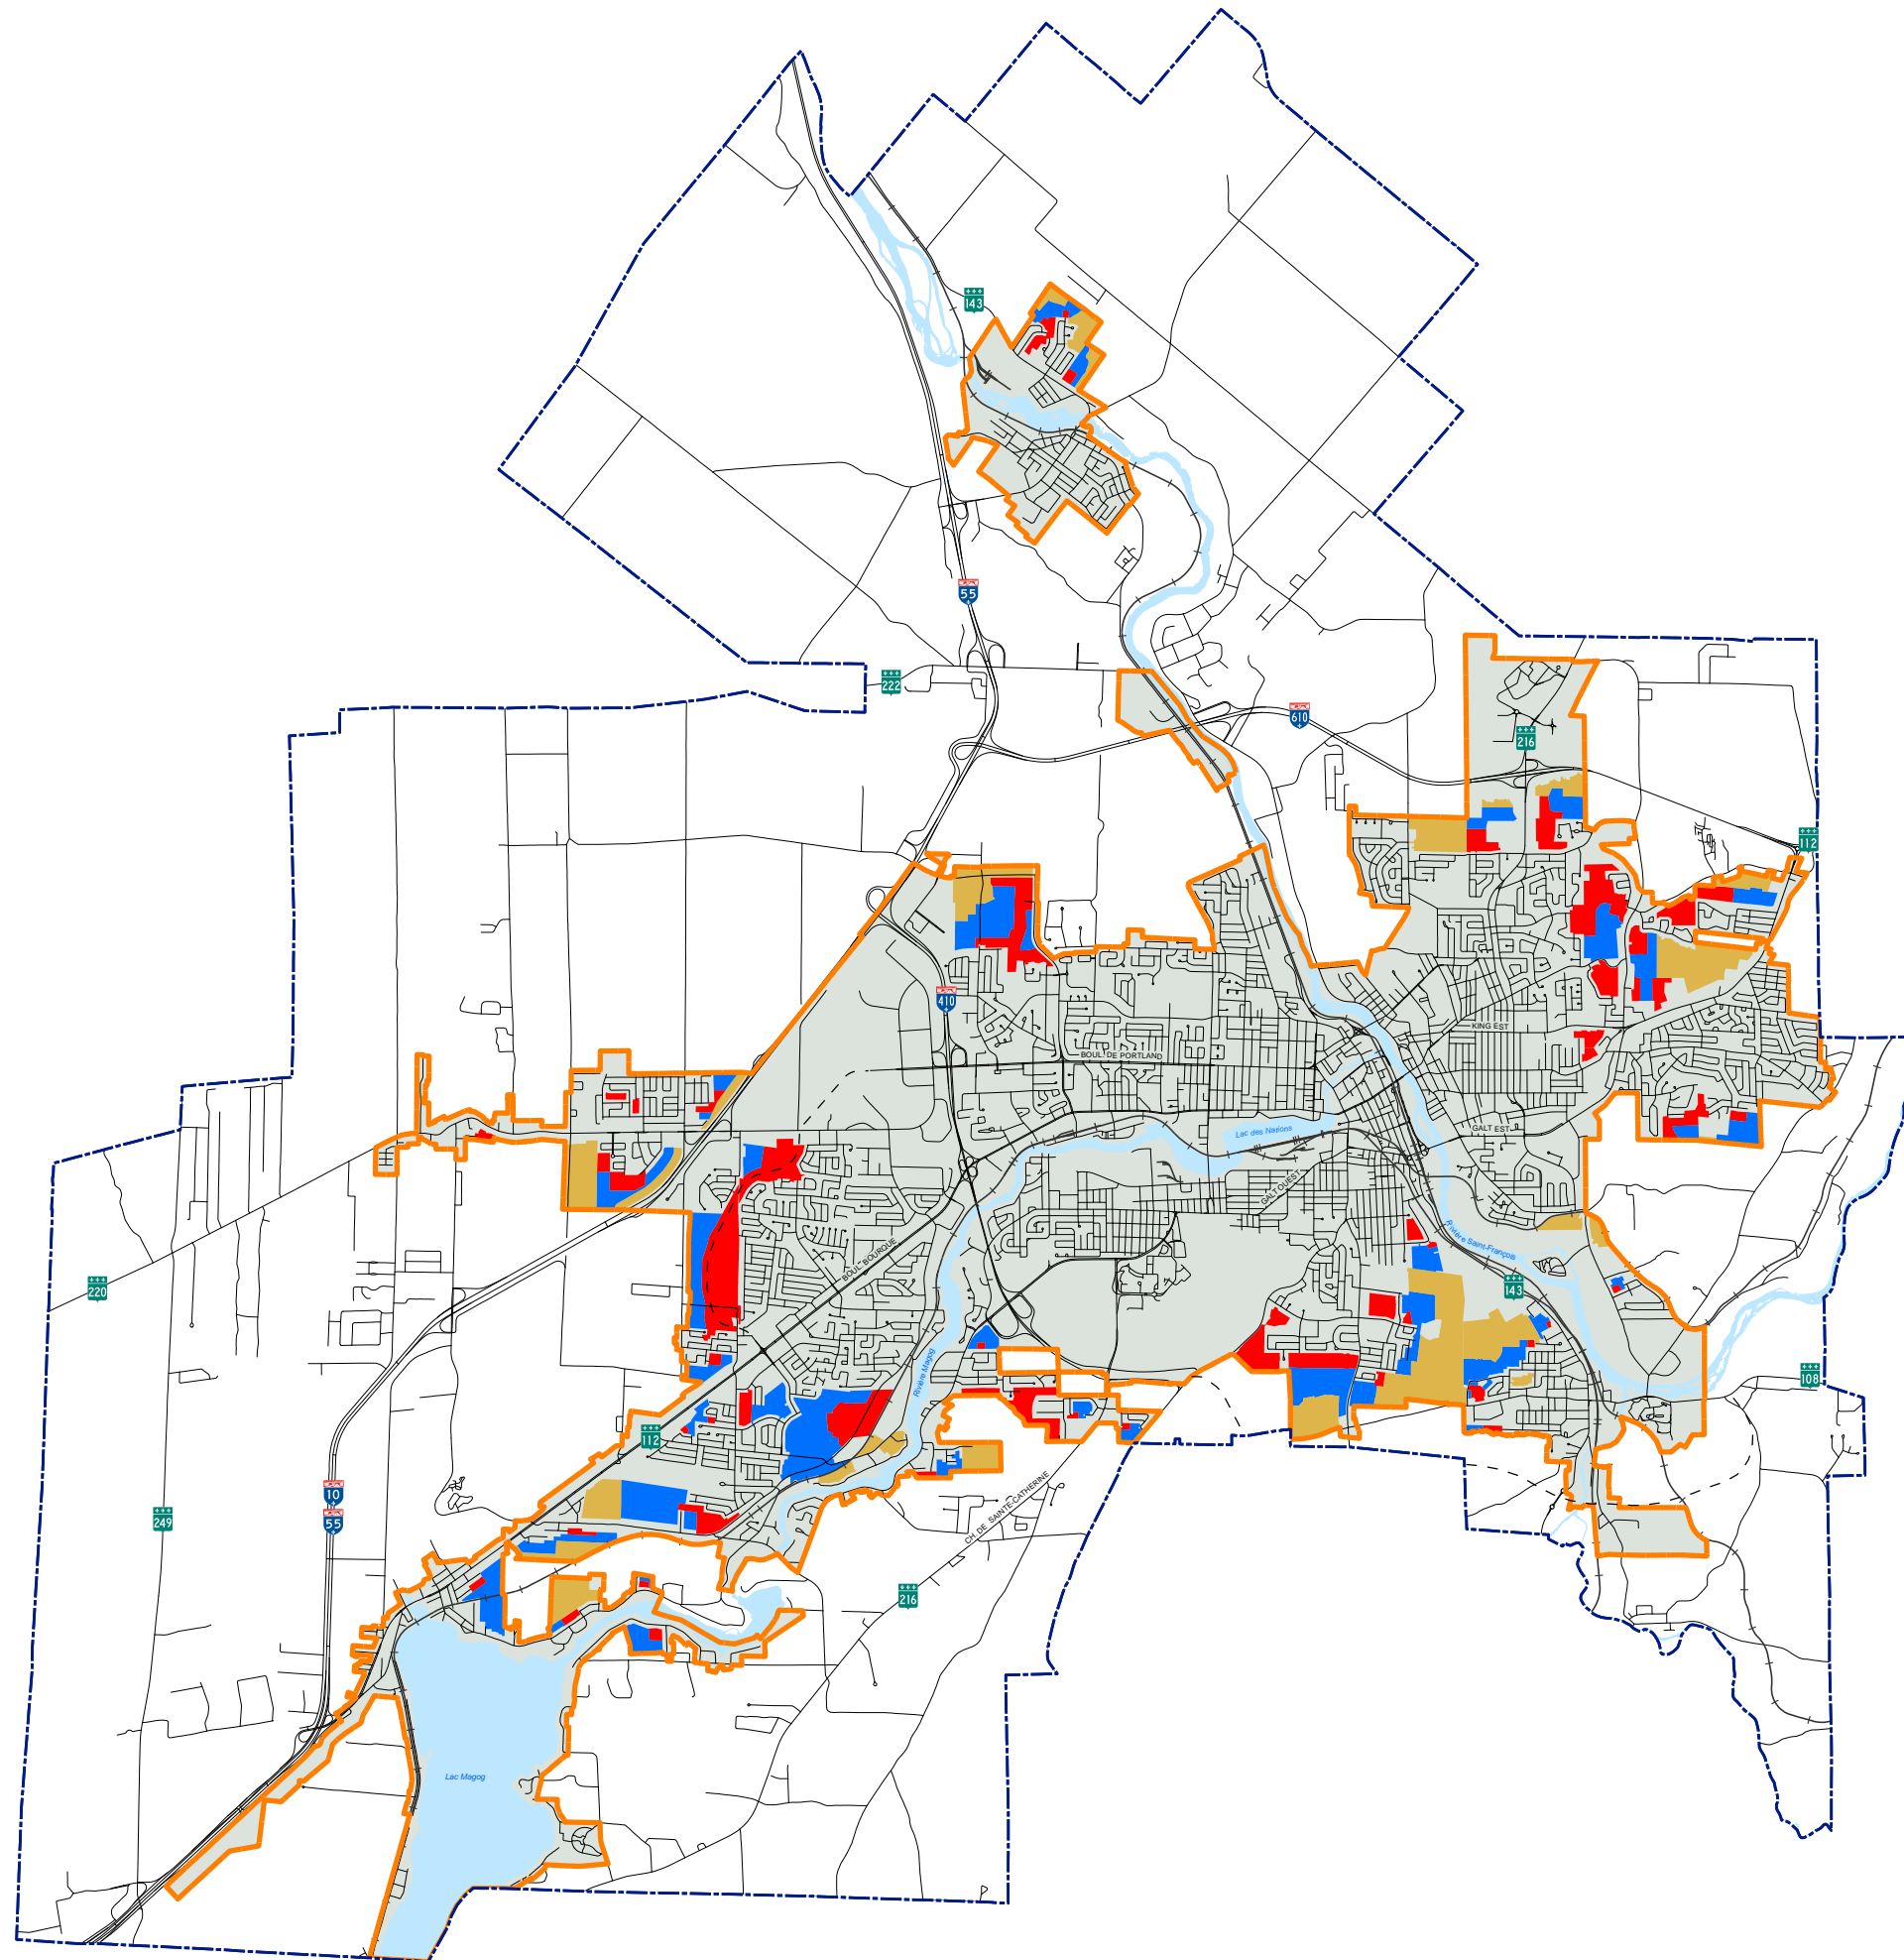 143
55
222
610
216
112
410
KING EST
BOUL. DE PORTLAND
Lac des Nations
GALT EST
GALT OUEST
Rivière Saint-François
BOUL. BOURQUE
220
143
Rivière Magog
108
112
10
249
55
CH. DE SAINTE-CATHERINE
216
Lac Magog